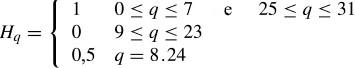 1 0 ≤ q ≤ 7 e 25 ≤ q ≤ 31
H_q = { 0 9 ≤ q ≤ 23
0,5 q = 8.24